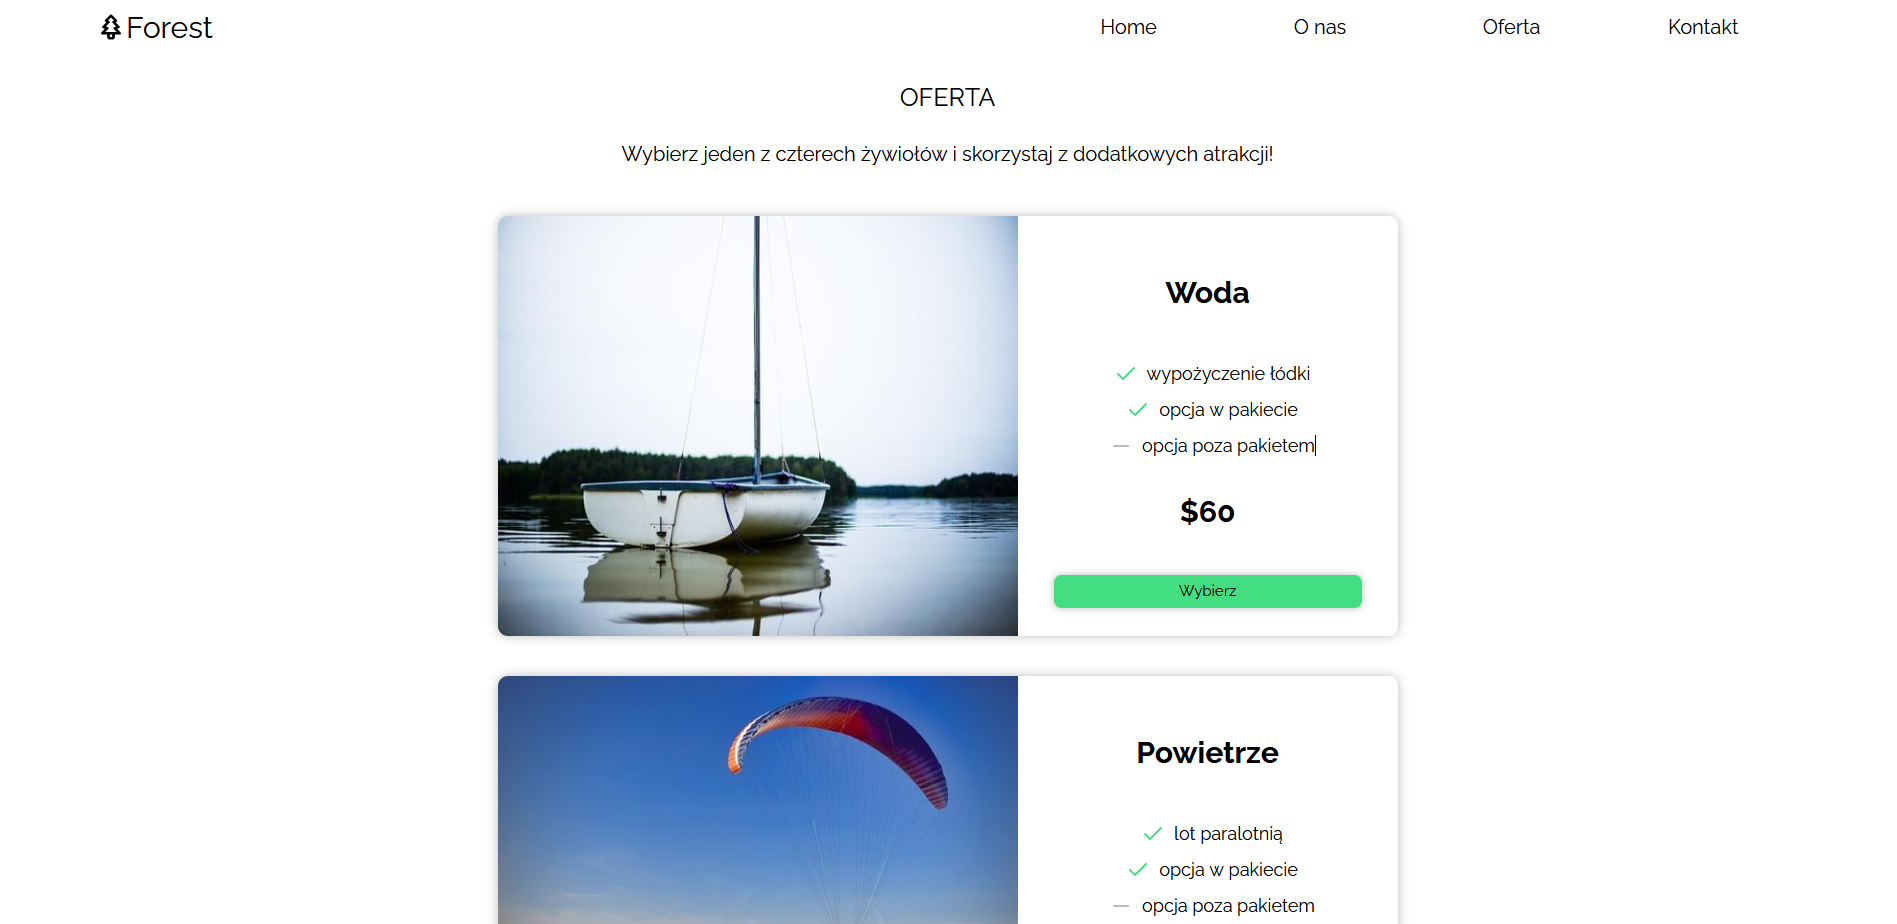 Forest
Home
O nas
Oferta
Kontakt
OFERTA
Wybierz jeden z czterech żywiołów i skorzystaj z dodatkowych atrakcji!
Woda
wypożyczenie łódki
opcja w pakiecie
opcja poza pakietem
$60
Wybierz
Powietrze
lot paralotnią
opcja w pakiecie
opcja poza pakietem